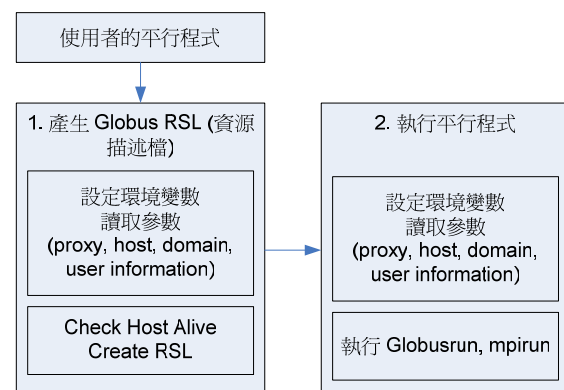 使用者的平行程式
1. 產生 Globus RSL (資源
描述檔)
設定環境變數
讀取參數
(proxy, host, domain,
user information)
Check Host Alive
Create RSL
2. 執行平行程式
設定環境變數
讀取參數
(proxy, host, domain,
user information)
執行 Globusrun, mpirun